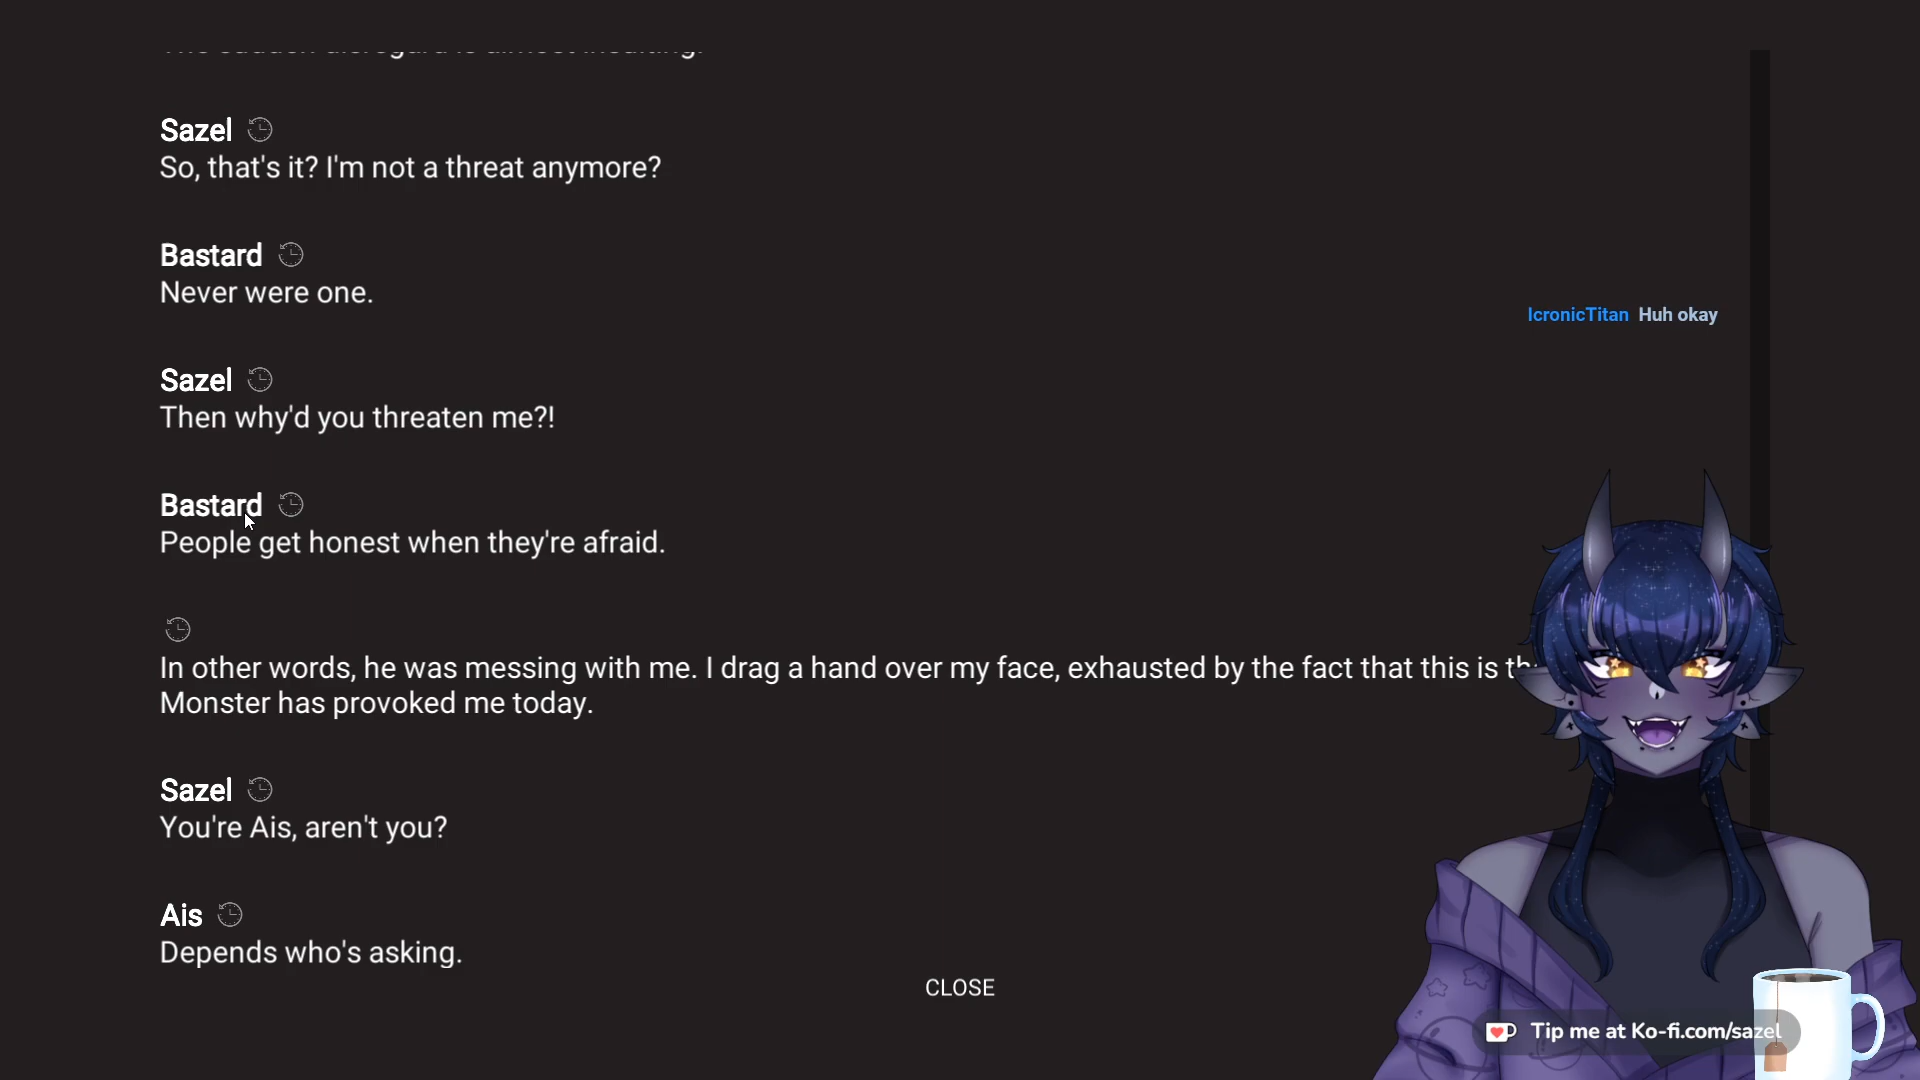 Sazel
So, that's it? I'm not a threat anymore?
Bastard
Never were one.
IcronicTitan Huh okay
Sazel
Then why'd you threaten me?!
Bastard
People get honest when they're afraid.
In other words, he was messing with me. I drag a hand over my face, exhausted by the fact that this is
Monster has provoked me today.
Sazel
You're Ais, aren't you?
Ais
Depends who's asking.
CLOSE
Tip me at Ko-fi.com/sazel